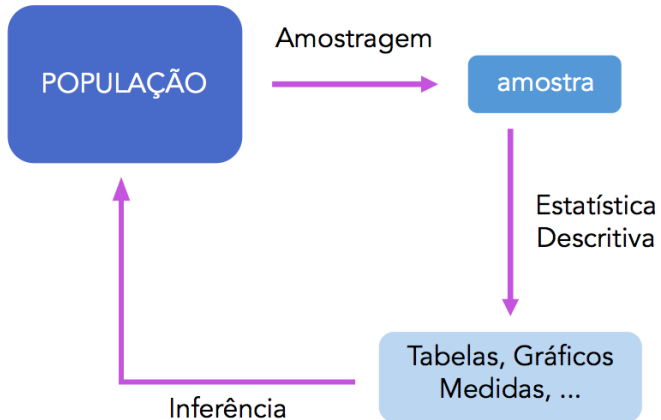 Amostragem
POPULAÇÃO
amostra
Estatística
Descritiva
Tabelas, Gráficos
Medidas, ...
Inferência